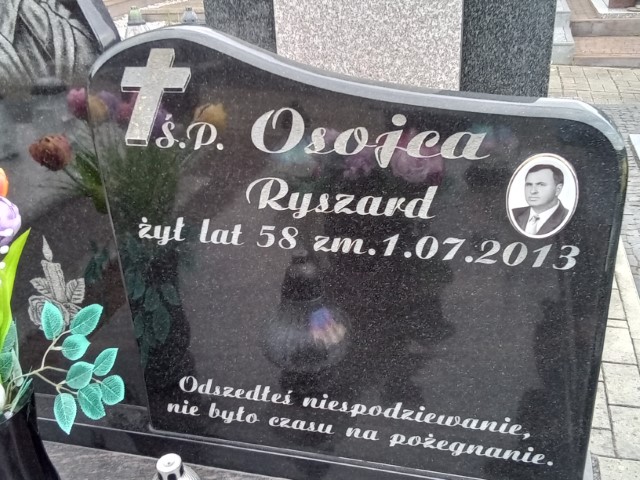 Ś.P. Osojca
Ryszard
żył lat 58 zm.1.07.2013
Odszedłeś niespodziewanie,
nie było czasu na pożegnanie.